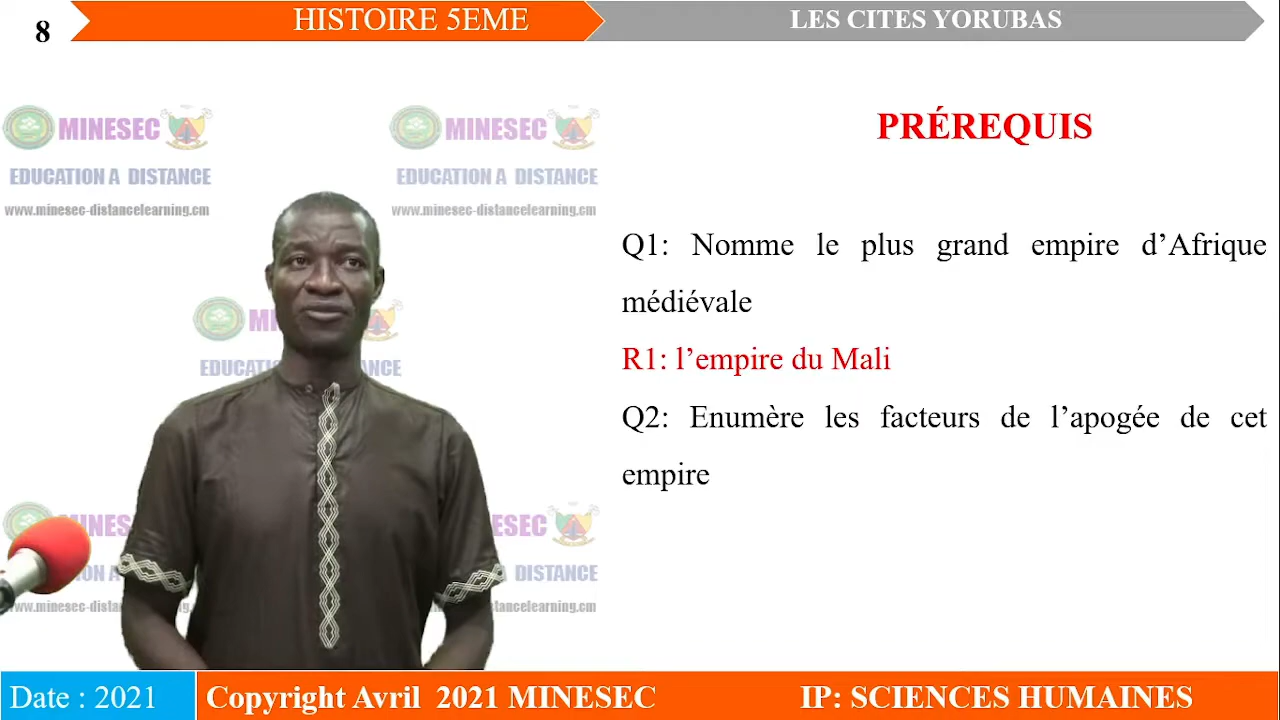 8
HISTOIRE 5EME
LES CITES YORUBAS
MINESEC
EDUCATION A DISTANCE
www.minesec-distancelearning.cm
MINESEC
EDUCATION A DISTANCE
www.minesec-distancelearning.cm
PRÉREQUIS
Q1: Nomme le plus grand empire d’Afrique
médiévale
R1: l’empire du Mali
Q2: Enumère les facteurs de l’apogée de cet
empire
Date : 2021
Copyright Avril 2021 MINESEC
IP: SCIENCES HUMAINES